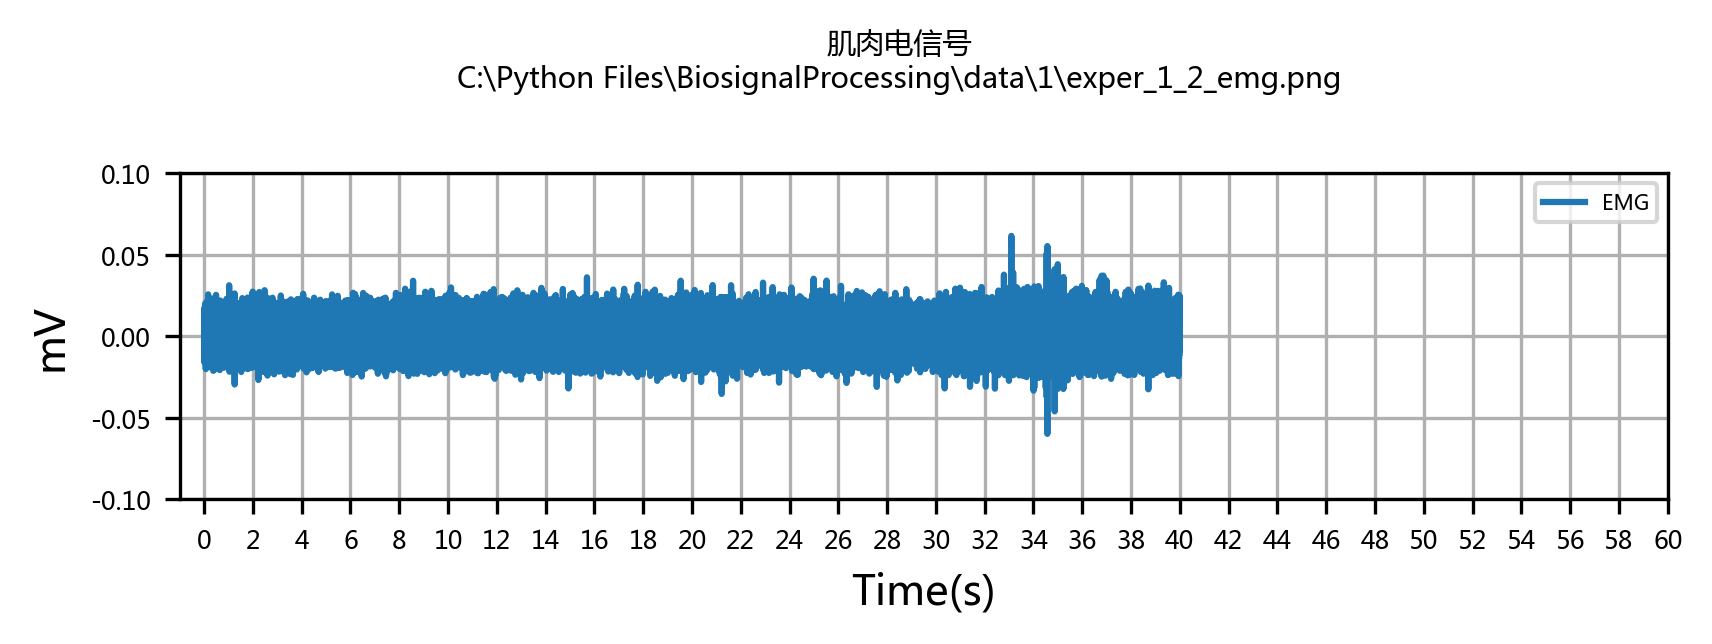 肌肉电信号
C:\Python Files\BiosignalProcessing\data\1\exper_1_2_emg.png
0.10
0.05
0.00
-0.05
-0.10
mV
EMG
0 2 4 6 8 10 12 14 16 18 20 22 24 26 28 30 32 34 36 38 40 42 44 46 48 50 52 54 56 58 60
Time(s)